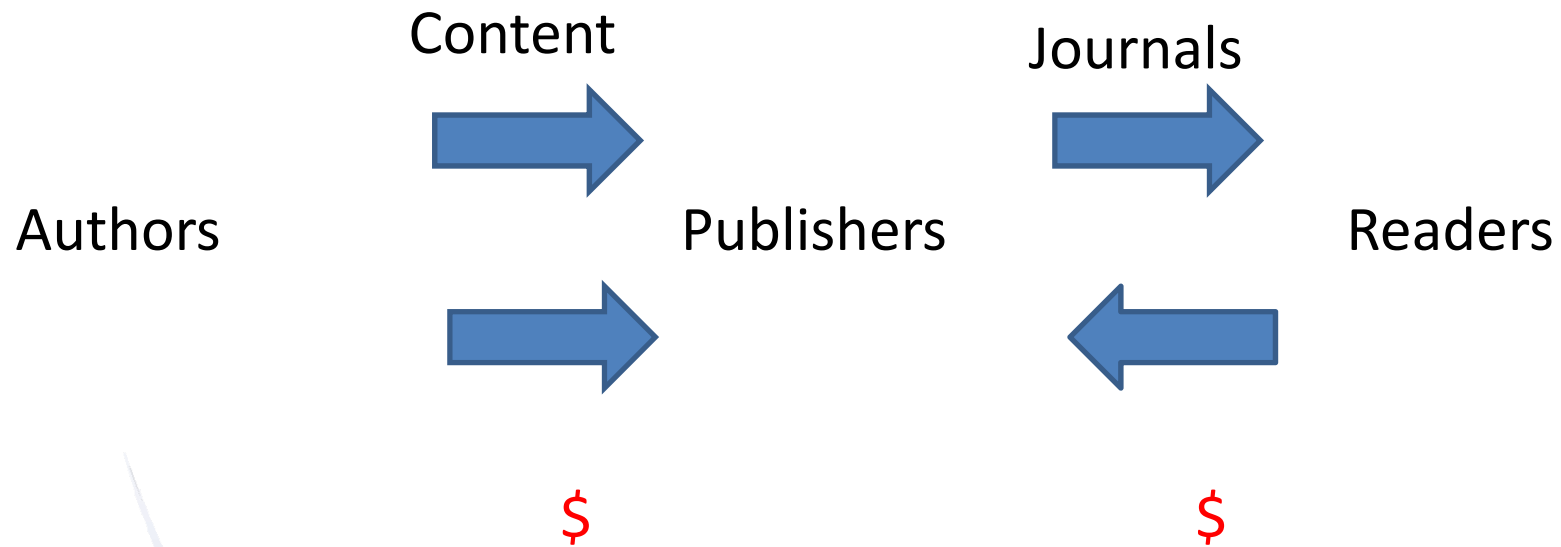 Content
Journals
Authors
Publishers
Readers
$
$